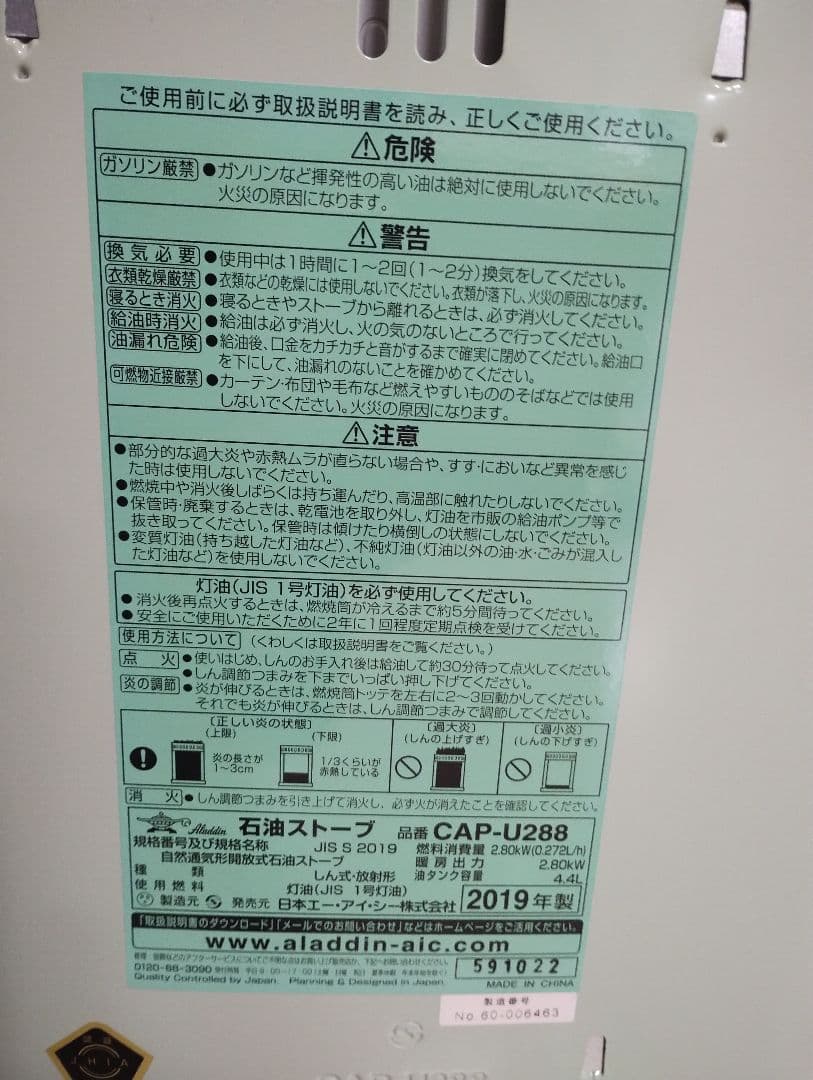 ご使用前に必ず取扱説明書を読み、正しくご使用ください。
⚠危険
ガソリン厳禁 ●ガソリンなど揮発性の高い油は絶対に使用しないでください。
火災の原因になります。
⚠警告
換気必要 ●使用中は1時間に1〜2回(1〜2分)換気をしてください。
衣類乾燥厳禁 ●衣類などの乾燥には使用しないでください。衣類が落下し、火災の原因になります。
寝るとき消火 ●寝るときやストーブから離れるときは、必ず消火してください。
給油時消火 ●給油は必ず消火し、火の気のないところで行ってください。
油漏れ危険 ●給油後、口金をカチカチと音がするまで確実に閉めてください。給油口
を下にして、油漏れのないことを確かめてください。
可燃物近接厳禁 ●カーテン・布団や毛布など燃えやすいもののそばなどでは使用
しないでください。火災の原因になります。
⚠注意
●部分的な過大炎や赤熱ムラが直らない場合や、すす・においなど異常を感じ
た時は使用しないでください。
●燃焼中や消火後しばらくは持ち運んだり、高温部に触れたりしないでください。
●保管時・廃棄するときは、乾電池を取り外し、灯油を市販の給油ポンプ等で
抜き取ってください。保管時は傾けたり横倒しの状態にしないでください。
●変質灯油(持ち越した灯油など)、不純灯油(灯油以外の油・水・ごみが混入し
た灯油など)を使用しないでください。
灯油(JIS 1号灯油)を必ず使用してください。
●消火後再点火するときは、燃焼筒が冷えるまで約5分間待ってください。
●安全にご使用いただくために2年に1回程度定期点検を受けてください。
使用方法について (くわしくは取扱説明書をご覧ください。)
点火 ●使いはじめ、しんのお手入れ後は給油して約30分待って点火してください。
●しん調節つまみを下までいっぱい押し下げてください。
炎の調節 ●炎が伸びるときは、燃焼筒トッテを左右に2〜3回動かしてください。
それでも炎が伸びるときは、しん調節つまみで調節してください。
〔正しい炎の状態〕
(上限) (下限)
炎の長さが
1〜3cm
1/3くらいが
赤熱している
〔過大炎〕
(しんの上げすぎ)
〔過小炎〕
(しんの下げすぎ)
消火 ●しん調節つまみを引き上げて消火し、必ず火が消えたことを確認してください。
Aladdin 石油ストーブ 品番 CAP-U288
規格番号及び規格名称 JIS S 2019 燃料消費量 2.80kW(0.272L/h)
自然通気形開放式石油ストーブ 暖房出力 2.80kW
種類 しん式・放射形 油タンク容量 4.4L
使用燃料 灯油(JIS 1号灯油)
製造元 発売元 日本エー・アイ・シー株式会社 2019年製
「取扱説明書のダウンロード」「メールでのお問い合わせ」などはホームページをご活用ください。
www.aladdin-aic.com
0120-88-3090
591022
Quality Controlled by Japan. Planning & Designed in Japan. MADE IN CHINA
製造番号
No.60-006463
JHIA